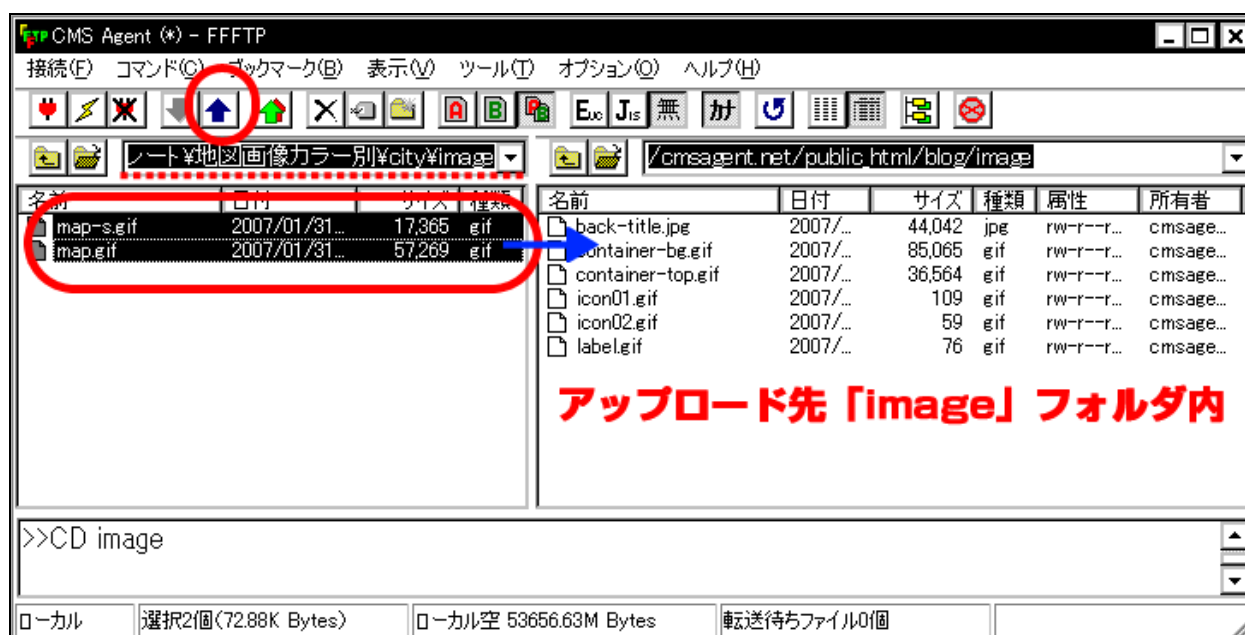 CMS Agent (*) - FFFTP
接続(F) コマンド(C) ブックマーク(B) 表示(V) ツール(T) オプション(O) ヘルプ(H)
A B Euc Jis 無 カナ
レート¥地図画像カラー別¥city¥image /cmsagent.net/public_html/blog/image
名前 日付 サイズ 種類 名前 日付 サイズ 種類 属性 所有者
map-s.gif 2007/01/31... 17,365 gif back-title.jpg 2007/... 44,042 jpg rw-r--r... cmsage...
map.gif 2007/01/31... 57,269 gif container-bg.gif 2007/... 85,065 gif rw-r--r... cmsage...
container-top.gif 2007/... 36,564 gif rw-r--r... cmsage...
icon01.gif 2007/... 109 gif rw-r--r... cmsage...
icon02.gif 2007/... 59 gif rw-r--r... cmsage...
label.gif 2007/... 76 gif rw-r--r... cmsage...
アップロード先「image」フォルダ内
>>CD image
ローカル 選択2個(72.88K Bytes) ローカル空 53656.63M Bytes 転送待ちファイル0個